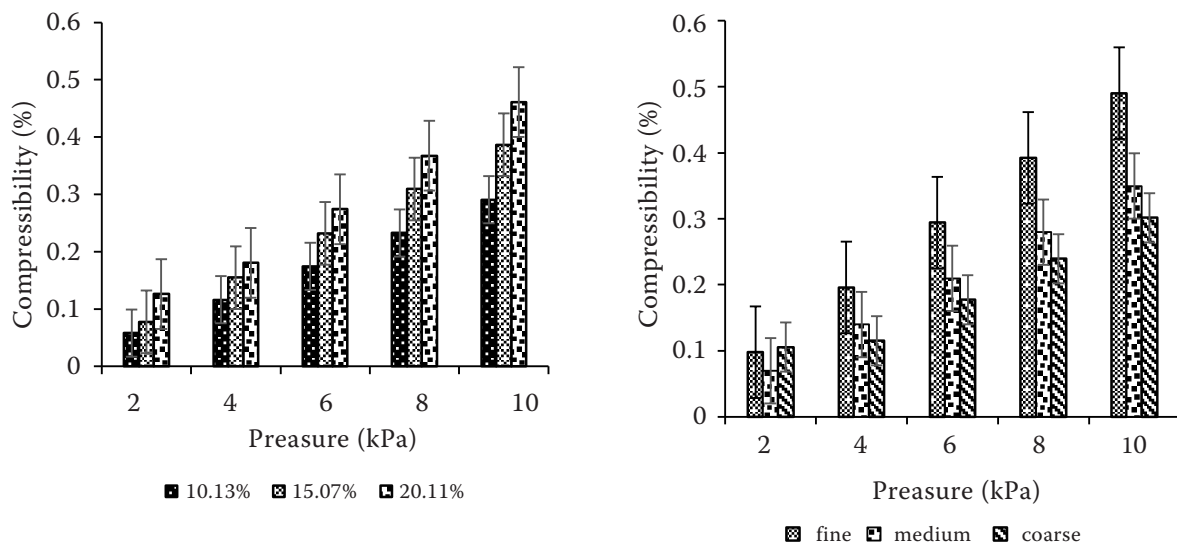 0.6
0.5
0.4
0.3
0.2
0.1
0
Compressibility (%)
2 4 6 8 10
Preasure (kPa)
10.13% 15.07% 20.11%
0.6
0.5
0.4
0.3
0.2
0.1
0
Compressibility (%)
2 4 6 8 10
Preasure (kPa)
fine medium coarse